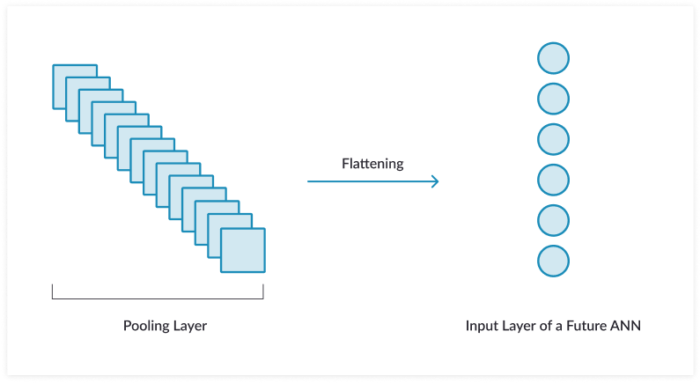 Flattening
Pooling Layer
Input Layer of a Future ANN